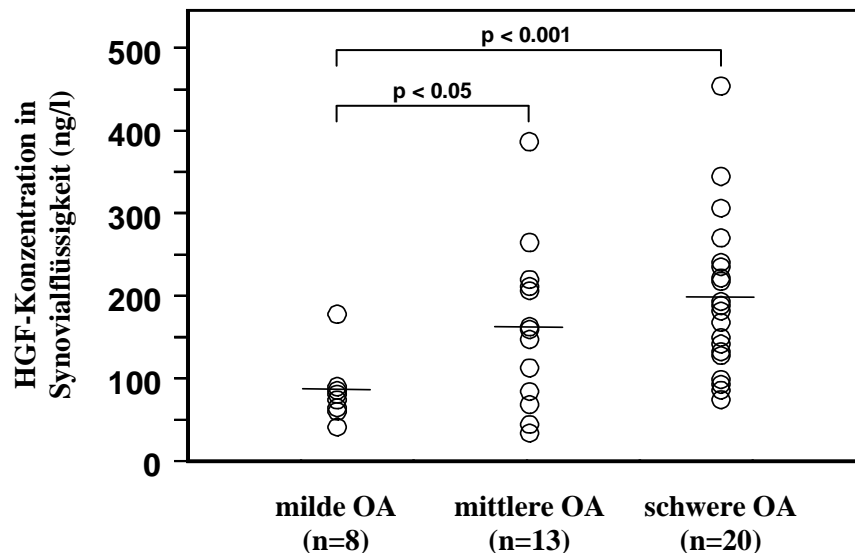 HGF-Konzentration in
Synovialflüssigkeit (ng/l)
500
400
300
200
100
0
p < 0.001
p < 0.05
milde OA
(n=8)
mittlere OA
(n=13)
schwere OA
(n=20)